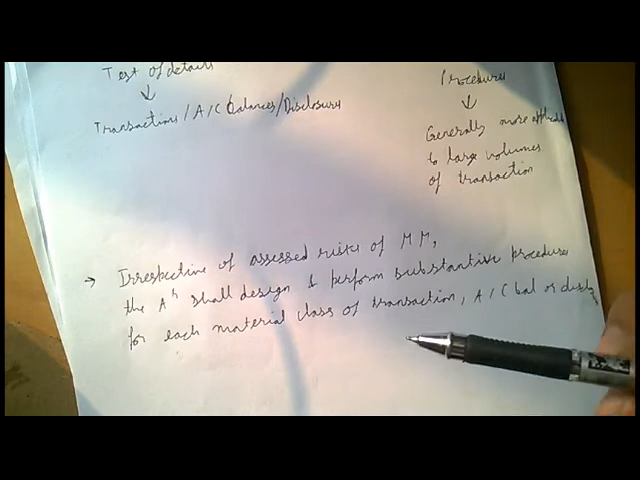 Test of details
↓
Transactions/A/C balances/Disclosures
Procedures
↓
Generally more applicable
to large volumes
of transaction
→ Irrespective of assessed risks of MM,
the Ar shall design & perform substantive procedures
for each material class of transaction, A/C bal or